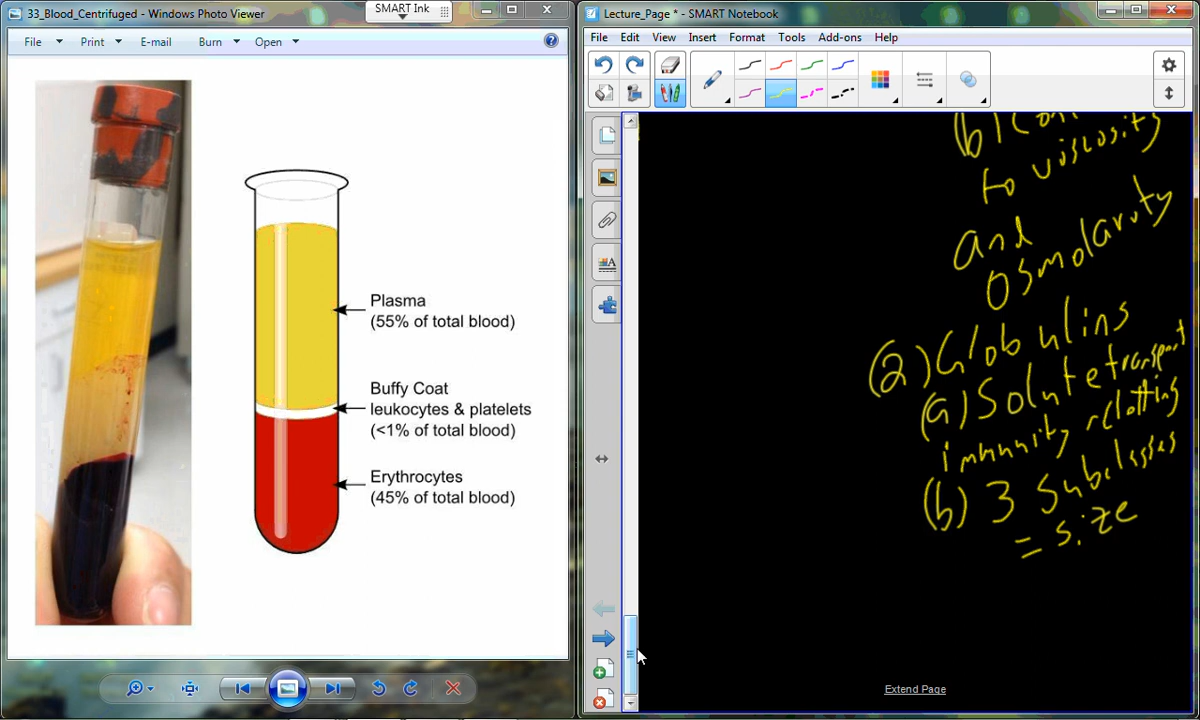 33_Blood_Centrifuged - Windows Photo Viewer
SMART Ink
File Print E-mail Burn Open
Plasma
(55% of total blood)
Buffy Coat
leukocytes & platelets
(<1% of total blood)
Erythrocytes
(45% of total blood)
Lecture_Page * - SMART Notebook
File Edit View Insert Format Tools Add-ons Help
(b)
to viscosity
and
Osmolarity
(2) Globulins
(a) Solute transport
immunity, clotting
(b) 3 Subclasses
= size
Extend Page